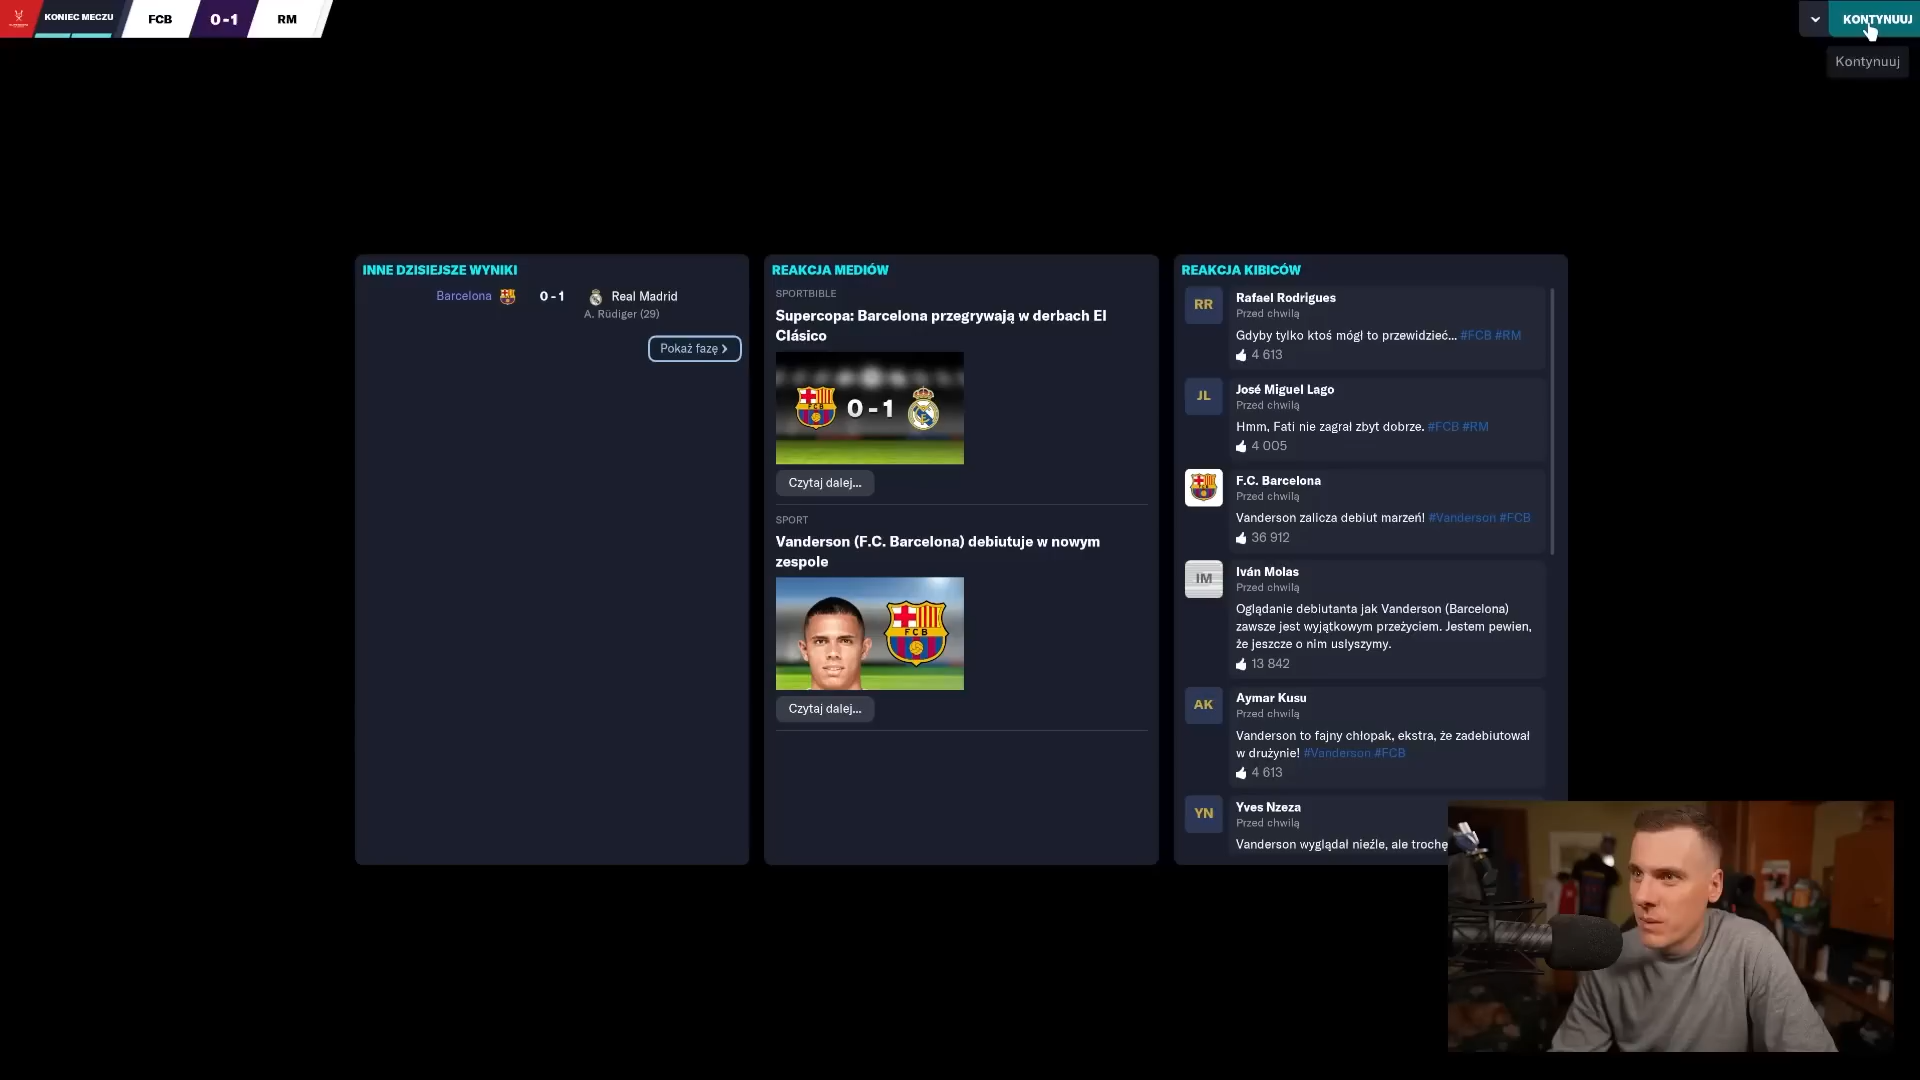 KONIEC MECZU
FCB
0 - 1
RM
KONTYNUUJ
Kontynuuj
INNE DZISIEJSZE WYNIKI
Barcelona 0 - 1 Real Madrid
A. Rüdiger (29)
Pokaż fazę
REAKCJA MEDIÓW
SPORTBIBLE
Supercopa: Barcelona przegrywają w derbach El
Clásico
FCB
0 - 1
Czytaj dalej...
SPORT
Vanderson (F.C. Barcelona) debiutuje w nowym
zespole
FCB
Czytaj dalej...
REAKCJA KIBICÓW
RR
Rafael Rodrigues
Przed chwilą
Gdyby tylko ktoś mógł to przewidzieć... #FCB #RM
4 613
JL
José Miguel Lago
Przed chwilą
Hmm, Fati nie zagrał zbyt dobrze. #FCB #RM
4 005
F.C. Barcelona
Przed chwilą
Vanderson zalicza debiut marzeń! #Vanderson #FCB
36 912
IM
Iván Molas
Przed chwilą
Oglądanie debiutanta jak Vanderson (Barcelona)
zawsze jest wyjątkowym przeżyciem. Jestem pewien,
że jeszcze o nim usłyszymy.
13 842
AK
Aymar Kusu
Przed chwilą
Vanderson to fajny chłopak, ekstra, że zadebiutował
w drużynie! #Vanderson #FCB
4 613
YN
Yves Nzeza
Przed chwilą
Vanderson wyglądał nieźle, ale trochę